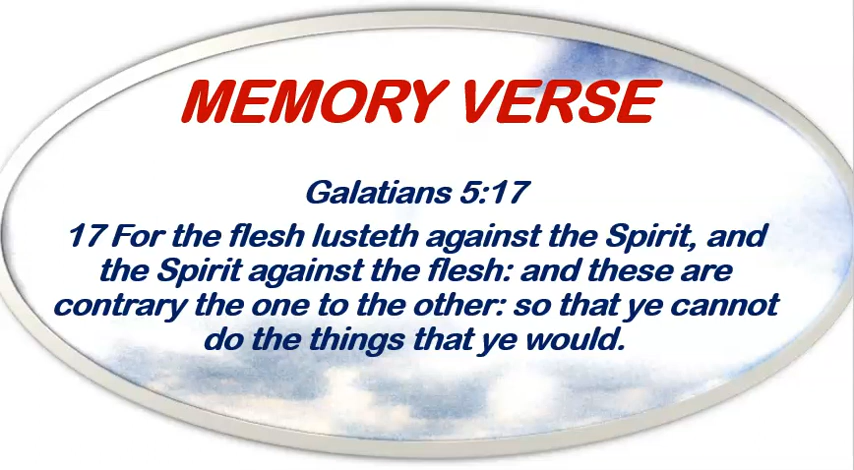 MEMORY VERSE
Galatians 5:17
17 For the flesh lusteth against the Spirit, and
the Spirit against the flesh: and these are
contrary the one to the other: so that ye cannot
do the things that ye would.